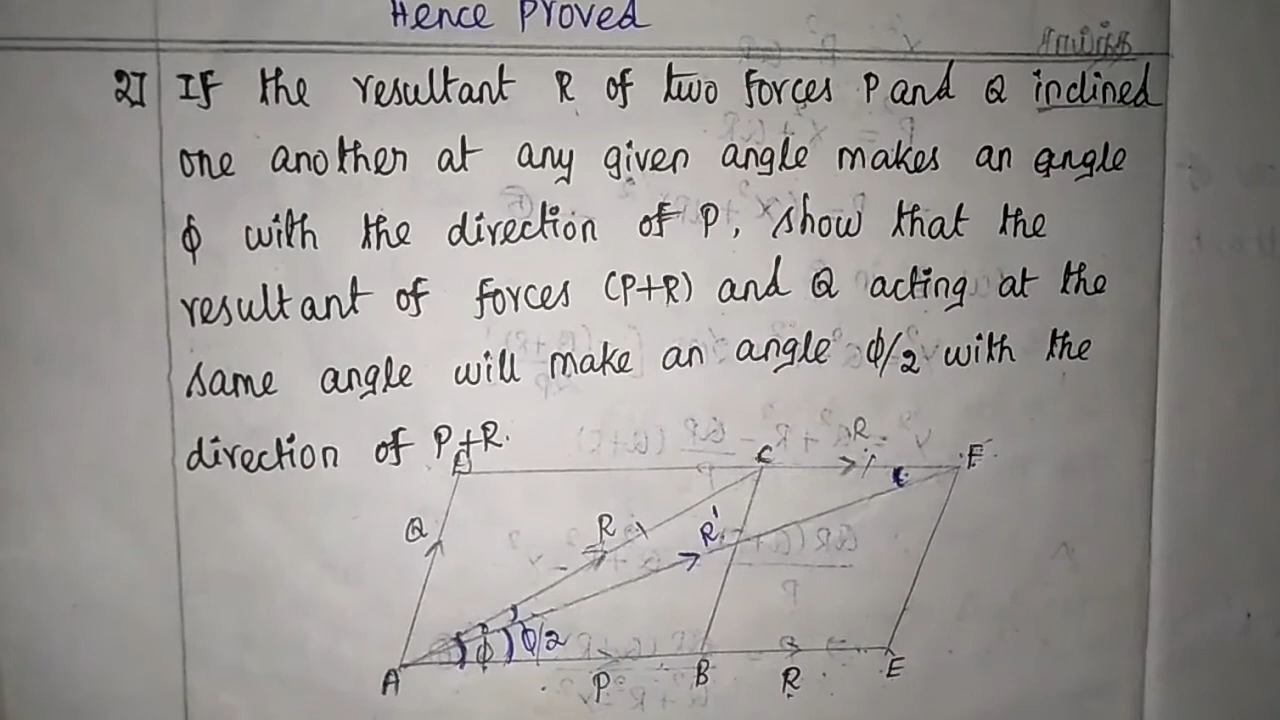 Hence Proved
2] If the resultant R of two forces P and Q inclined
one another at any given angle makes an angle
ϕ with the direction of P, show that the
resultant of forces (P+R) and Q acting at the
same angle will make an angle ϕ/2 with the
direction of P+R.
D C R F
Q R R'
ϕ ϕ/2
A P B R E